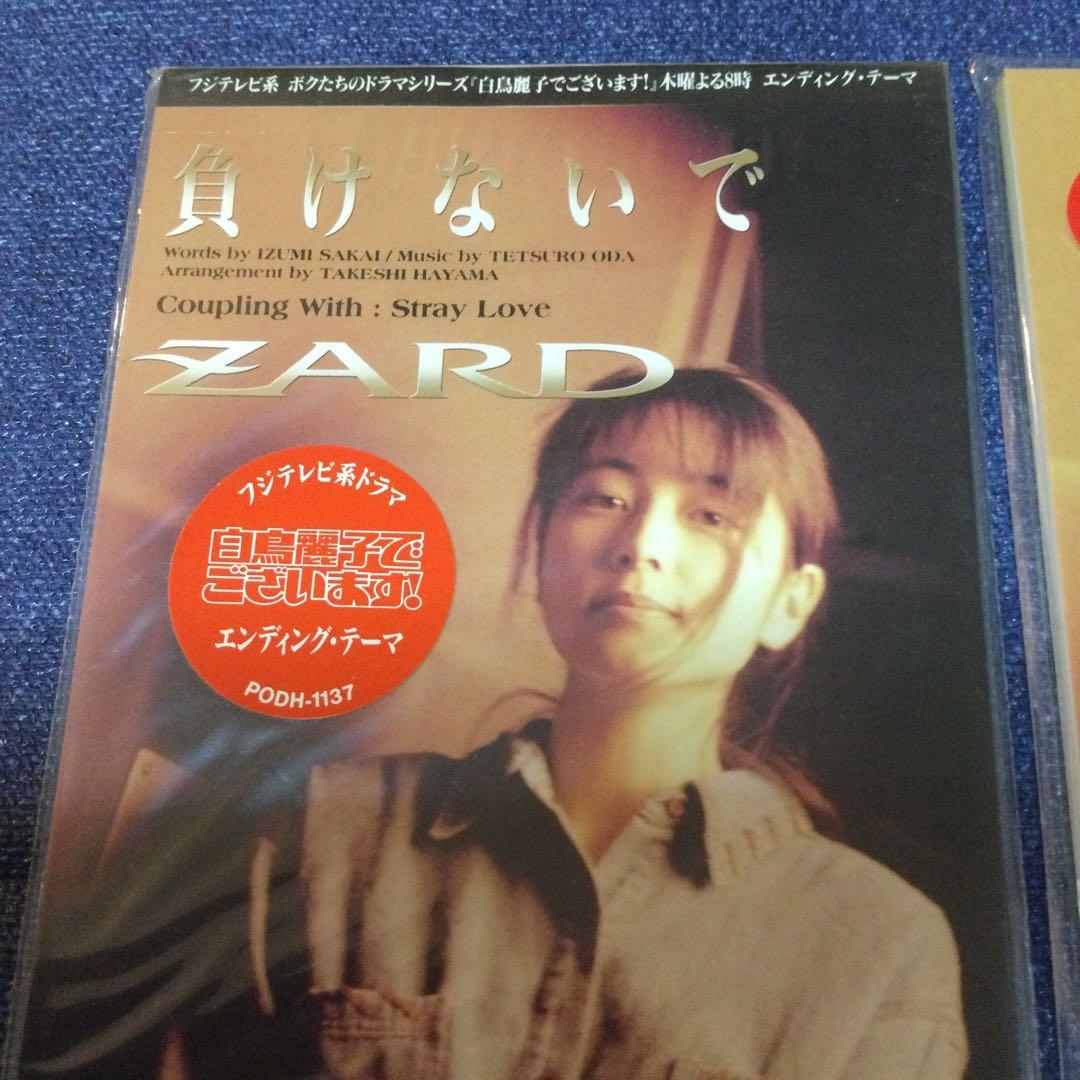 フジテレビ系 ボクたちのドラマシリーズ『白鳥麗子でございます!』木曜よる8時 エンディング・テーマ
負けないで
Words by IZUMI SAKAI / Music by TETSURO ODA
Arrangement by TAKESHI HAYAMA
Coupling With : Stray Love
ZARD
フジテレビ系ドラマ
白鳥麗子で
ございます!
エンディング・テーマ
PODH-1137